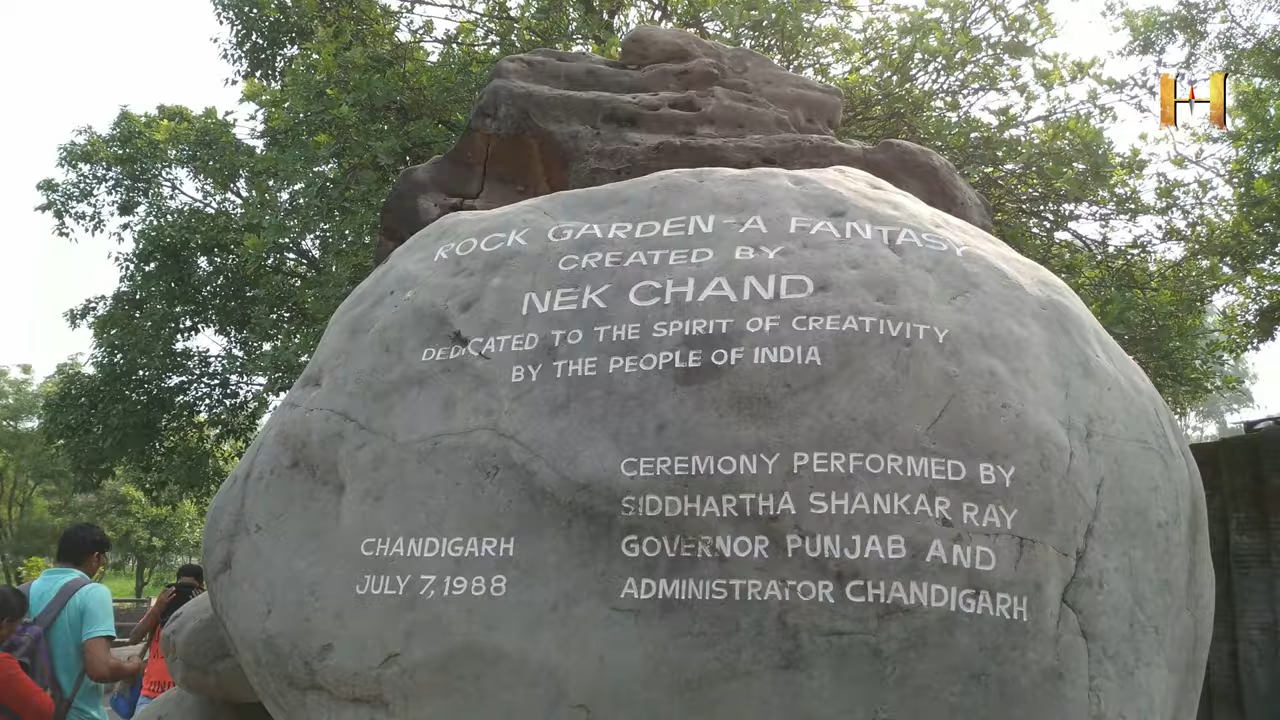 ROCK GARDEN-A FANTASY
CREATED BY
NEK CHAND
DEDICATED TO THE SPIRIT OF CREATIVITY
BY THE PEOPLE OF INDIA
CEREMONY PERFORMED BY
SIDDHARTHA SHANKAR RAY
GOVERNOR PUNJAB AND
ADMINISTRATOR CHANDIGARH
CHANDIGARH
JULY 7, 1988
H